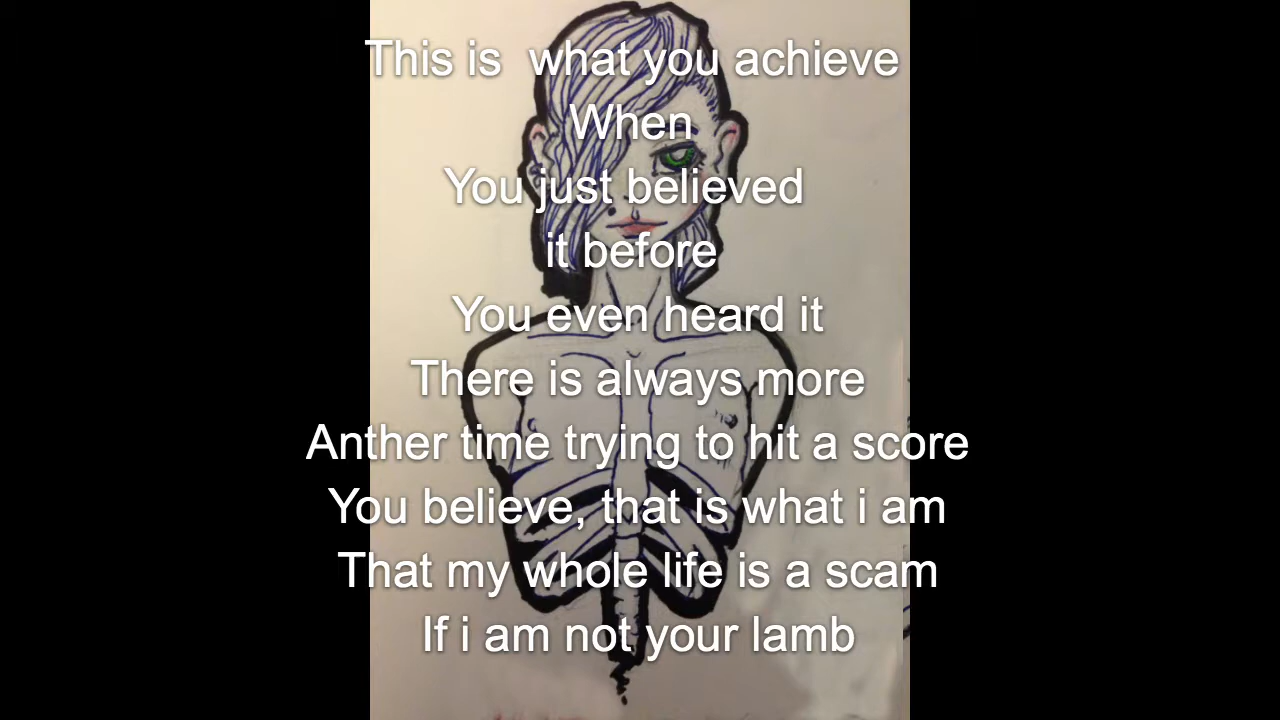 This is  what you achieve
When
You just believed
it before
You even heard it
There is always more
Anther time trying to hit a score
You believe, that is what i am
That my whole life is a scam
If i am not your lamb